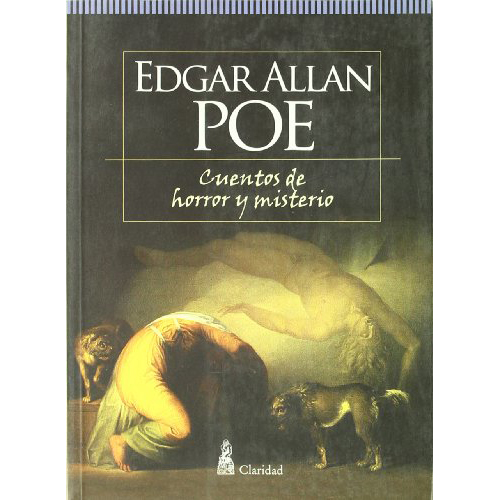 EDGAR ALLAN
POE
Cuentos de
horror y misterio
Claridad